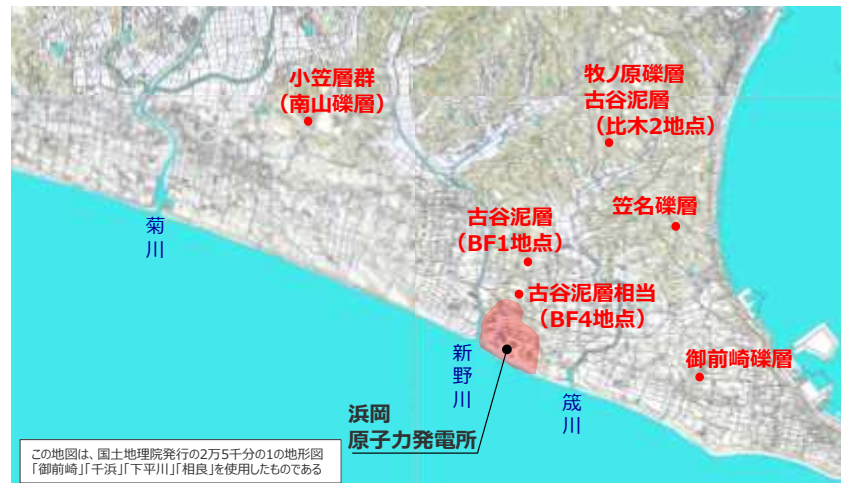 小笠層群
（南山礫層）
牧ノ原礫層
古谷泥層
（比木2地点）
笠名礫層
古谷泥層
（BF1地点）
古谷泥層相当
（BF4地点）
御前崎礫層
菊川
新野川
筬川
浜岡
原子力発電所
この地図は、国土地理院発行の2万5千分の1の地形図
「御前崎」「千浜」「下平川」「相良」を使用したものである